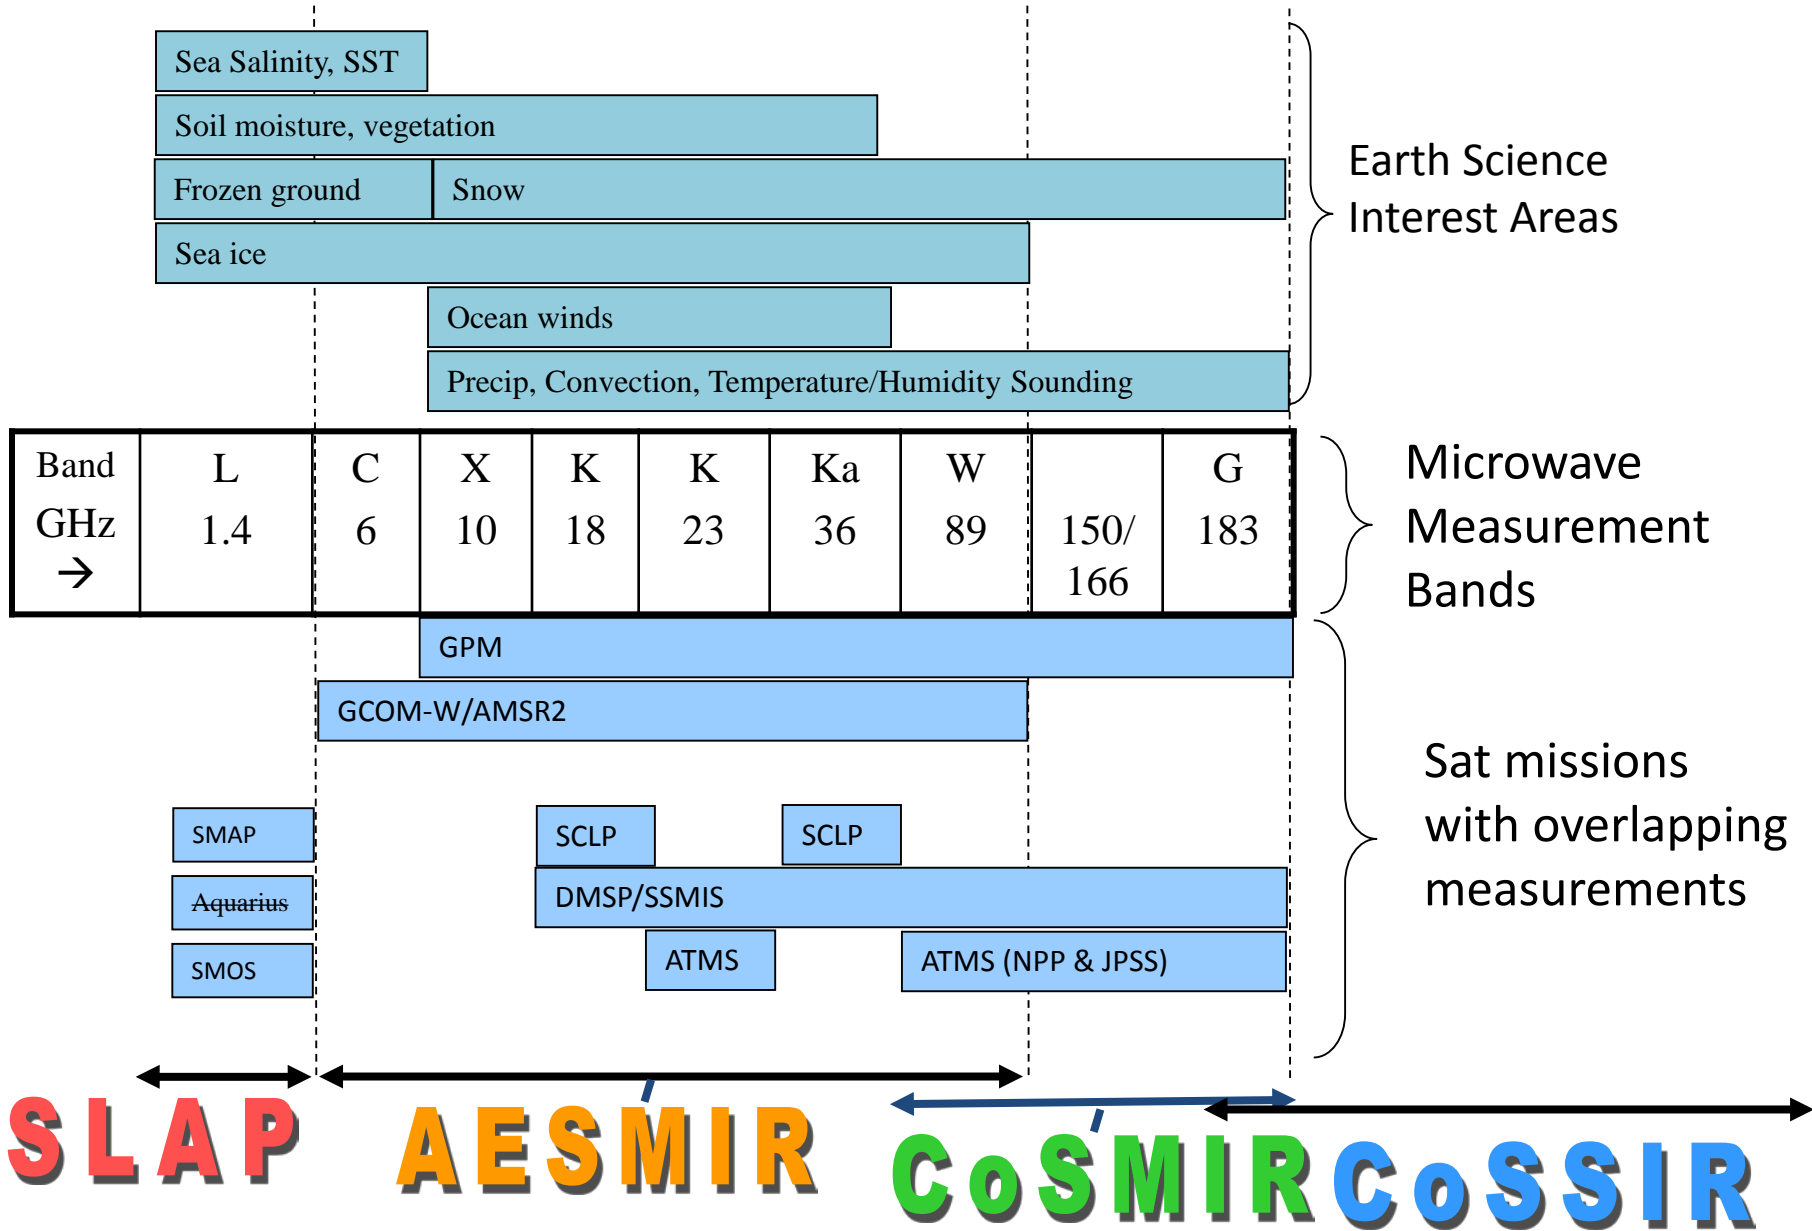 Sea Salinity, SST
Soil moisture, vegetation
Frozen ground
Snow
Sea ice
Ocean winds
Precip, Convection, Temperature/Humidity Sounding
Earth Science
Interest Areas
Band
GHz
→
L
1.4
C
6
X
10
K
18
K
23
Ka
36
W
89
150/
166
G
183
Microwave
Measurement
Bands
GPM
GCOM-W/AMSR2
SMAP
SCLP
SCLP
Aquarius
DMSP/SSMIS
SMOS
ATMS
ATMS (NPP & JPSS)
Sat missions
with overlapping
measurements
SLAP
AESMIR
CoSMIR
CoSSIR